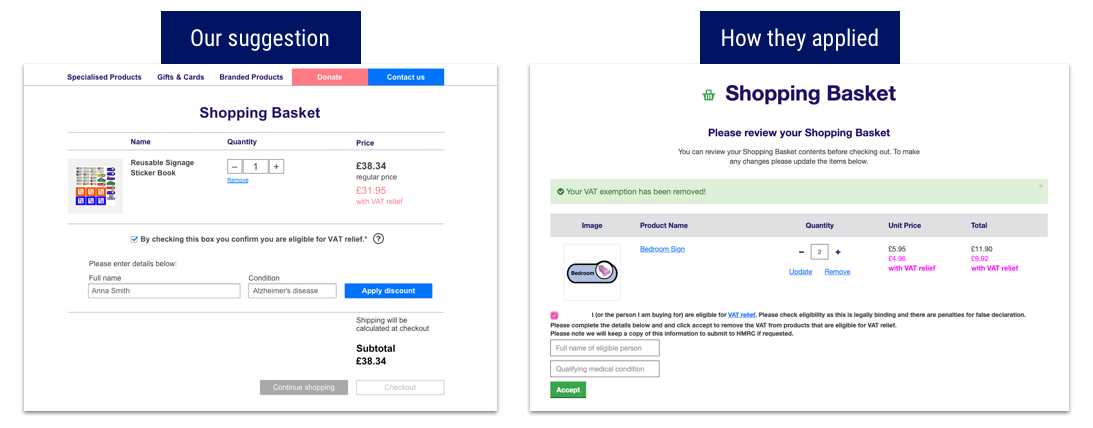 Our suggestion
Specialised Products Gifts & Cards Branded Products Donate Contact us
Shopping Basket
Name Quantity Price
Reusable Signage
Sticker Book
– 1 +
Remove
£38.34
regular price
£31.95
with VAT relief
By checking this box you confirm you are eligible for VAT relief.* ?
Please enter details below:
Full name Condition
Anna Smith Alzheimer's disease Apply discount
Shipping will be
calculated at checkout
Subtotal
£38.34
Continue shopping Checkout
How they applied
Shopping Basket
Please review your Shopping Basket
You can review your Shopping Basket contents before checking out. To make
any changes please update the items below.
Your VAT exemption has been removed! ×
Image Product Name Quantity Unit Price Total
Bedroom
Bedroom Sign
– 2 +
Update Remove
£5.95
£4.96
with VAT relief
£11.90
£9.92
with VAT relief
I (or the person I am buying for) are eligible for VAT relief. Please check eligibility as this is legally binding and there are penalties for false declaration.
Please complete the details below and and click accept to remove the VAT from products that are eligible for VAT relief.
Please note we will keep a copy of this information to submit to HMRC if requested.
Full name of eligible person
Qualifying medical condition
Accept